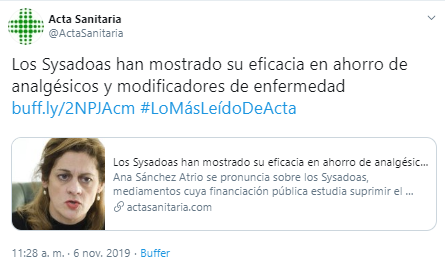 Acta Sanitaria
@ActaSanitaria
Los Sysadoas han mostrado su eficacia en ahorro de
analgésicos y modificadores de enfermedad
buff.ly/2NPJAcm #LoMásLeídoDeActa
Los Sysadoas han mostrado su eficacia en ahorro de analgésic...
Ana Sánchez Atrio se pronuncia sobre los Sysadoas,
mediamentos cuya financiación pública estudia suprimir el ...
actasanitaria.com
11:28 a. m. · 6 nov. 2019 · Buffer